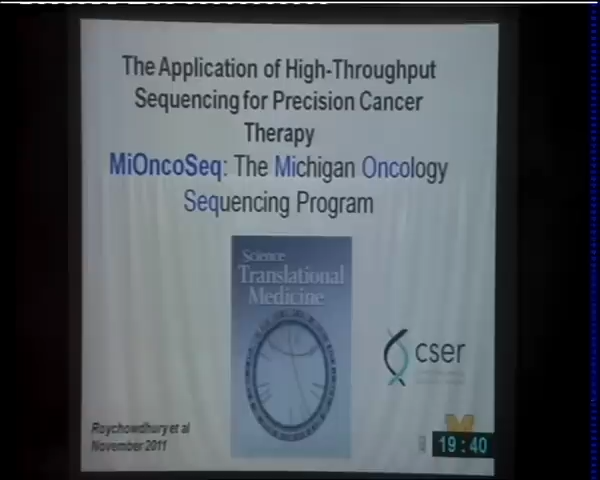 The Application of High-Throughput
Sequencing for Precision Cancer
Therapy
MiOncoSeq: The Michigan Oncology
Sequencing Program
Science
Translational
Medicine
cser
Roychowdhury et al
November 2011
M
19:40